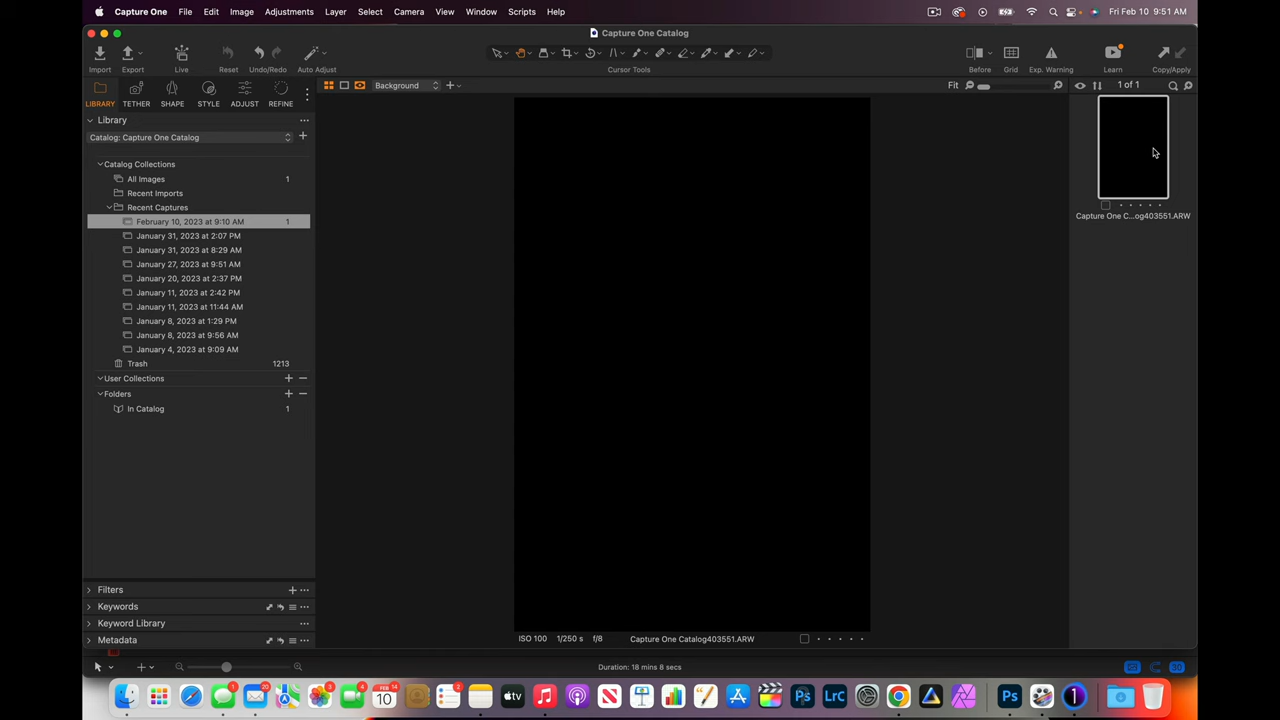 Capture One File Edit Image Adjustments Layer Select Camera View Window Scripts Help Fri Feb 10 9:51 AM
Capture One Catalog
Import Export Live Reset Undo/Redo Auto Adjust Cursor Tools Before Grid Exp. Warning Learn Copy/Apply
LIBRARY TETHER SHAPE STYLE ADJUST REFINE
Background Fit 1 of 1
Library
Catalog: Capture One Catalog
Catalog Collections
All Images 1
Recent Imports
Recent Captures
February 10, 2023 at 9:10 AM 1
January 31, 2023 at 2:07 PM
January 31, 2023 at 8:29 AM
January 27, 2023 at 9:51 AM
January 20, 2023 at 2:37 PM
January 11, 2023 at 2:42 PM
January 11, 2023 at 11:44 AM
January 8, 2023 at 1:29 PM
January 8, 2023 at 9:56 AM
January 4, 2023 at 9:09 AM
Trash 1213
User Collections
Folders
In Catalog 1
Capture One C...og403551.ARW
Filters
Keywords
Keyword Library
Metadata
ISO 100 1/250 s f/8 Capture One Catalog403551.ARW
Duration: 18 mins 8 secs
FEB 14
10
tv
Ps
Lrc
Ps
1